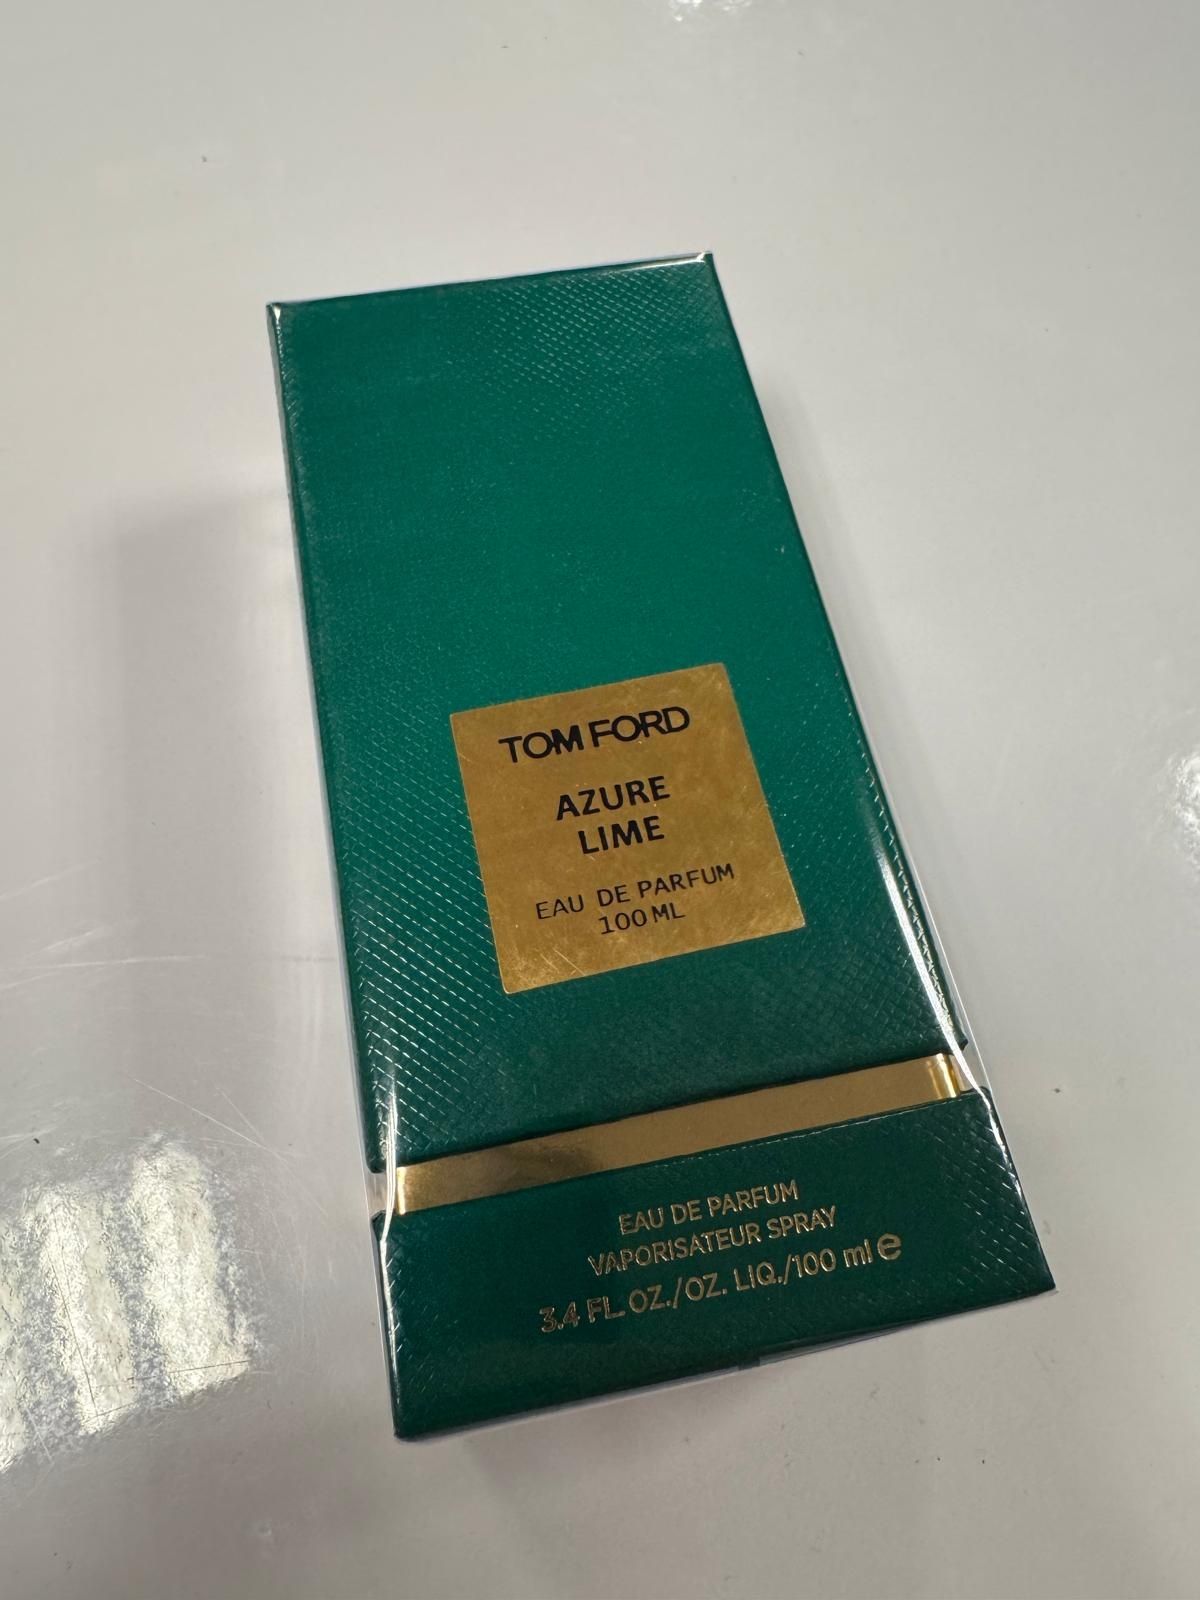 TOM FORD
AZURE
LIME
EAU DE PARFUM
100 ML
EAU DE PARFUM
VAPORISATEUR SPRAY
3.4 FL. OZ./OZ. LIQ./100 ml e